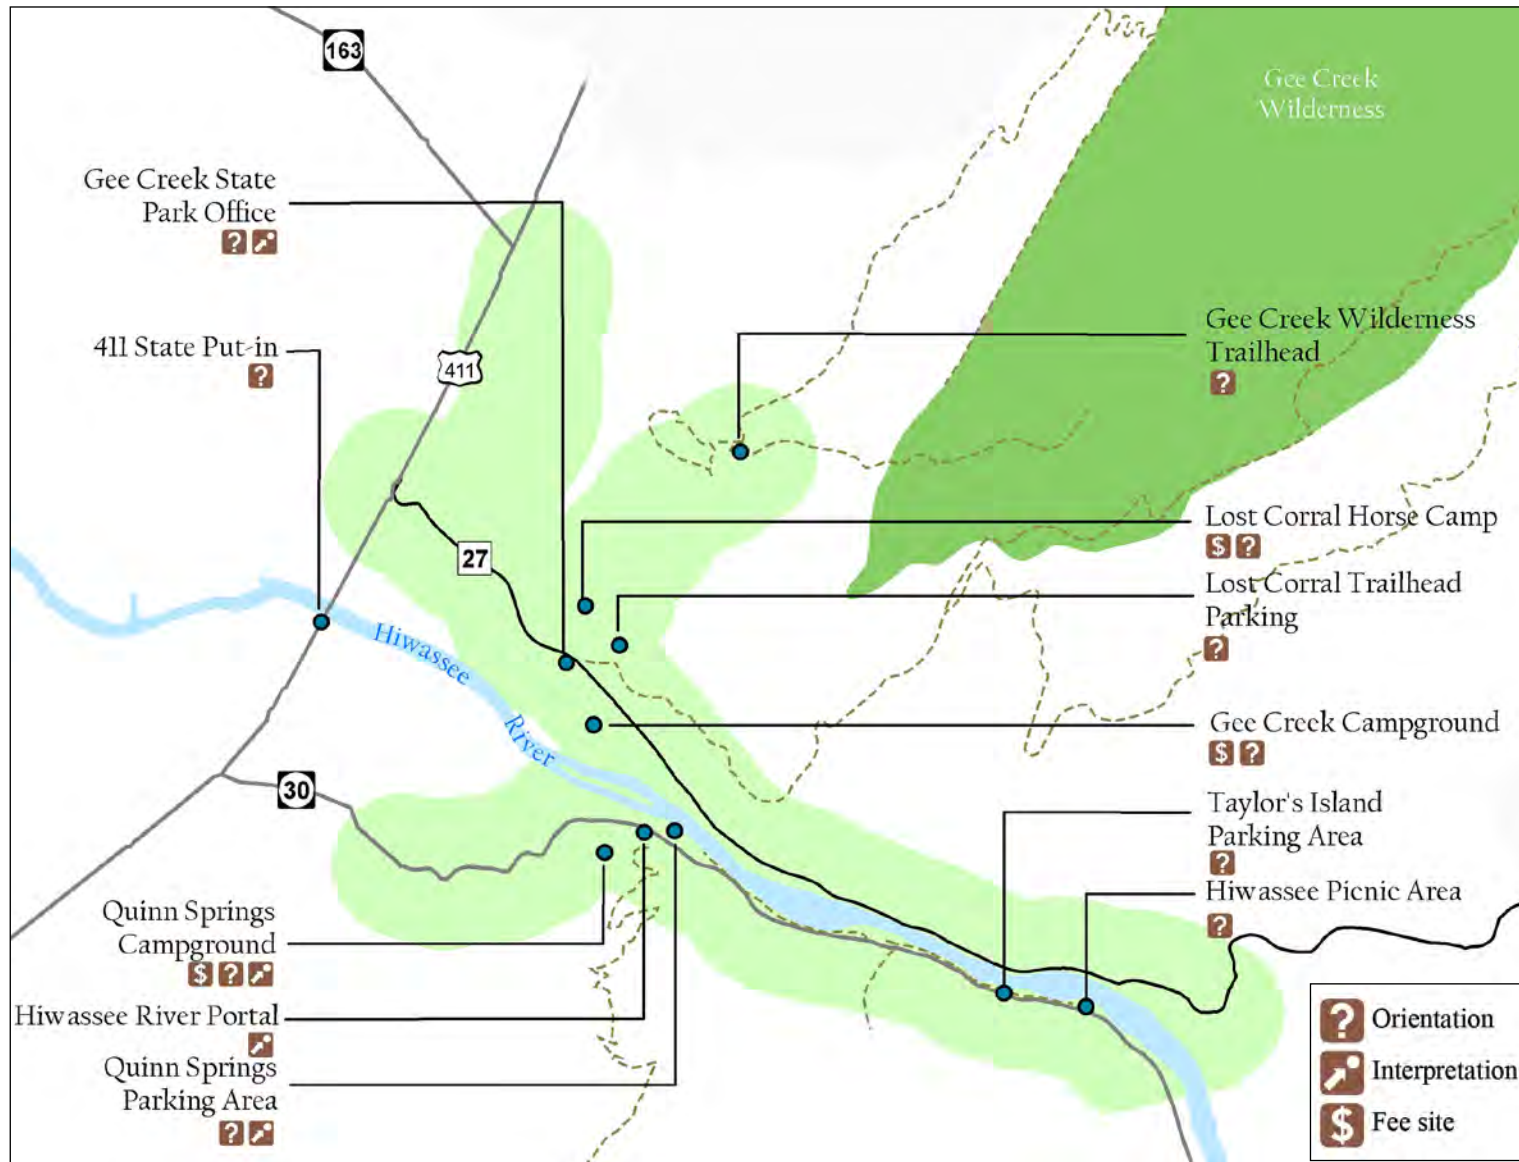 163
Gee Creek
Wilderness
Gee Creek State
Park Office
? 
411 State Put-in
?
411
Gee Creek Wilderness
Trailhead
?
Lost Corral Horse Camp
$ ?
27
Lost Corral Trailhead
Parking
?
Hiwassee
River
Gee Creek Campground
$ ?
30
Taylor's Island
Parking Area
?
Hiwassee Picnic Area
?
Quinn Springs
Campground
$ ?
Hiwassee River Portal
Quinn Springs
Parking Area
?
? Orientation
Interpretation
$ Fee site